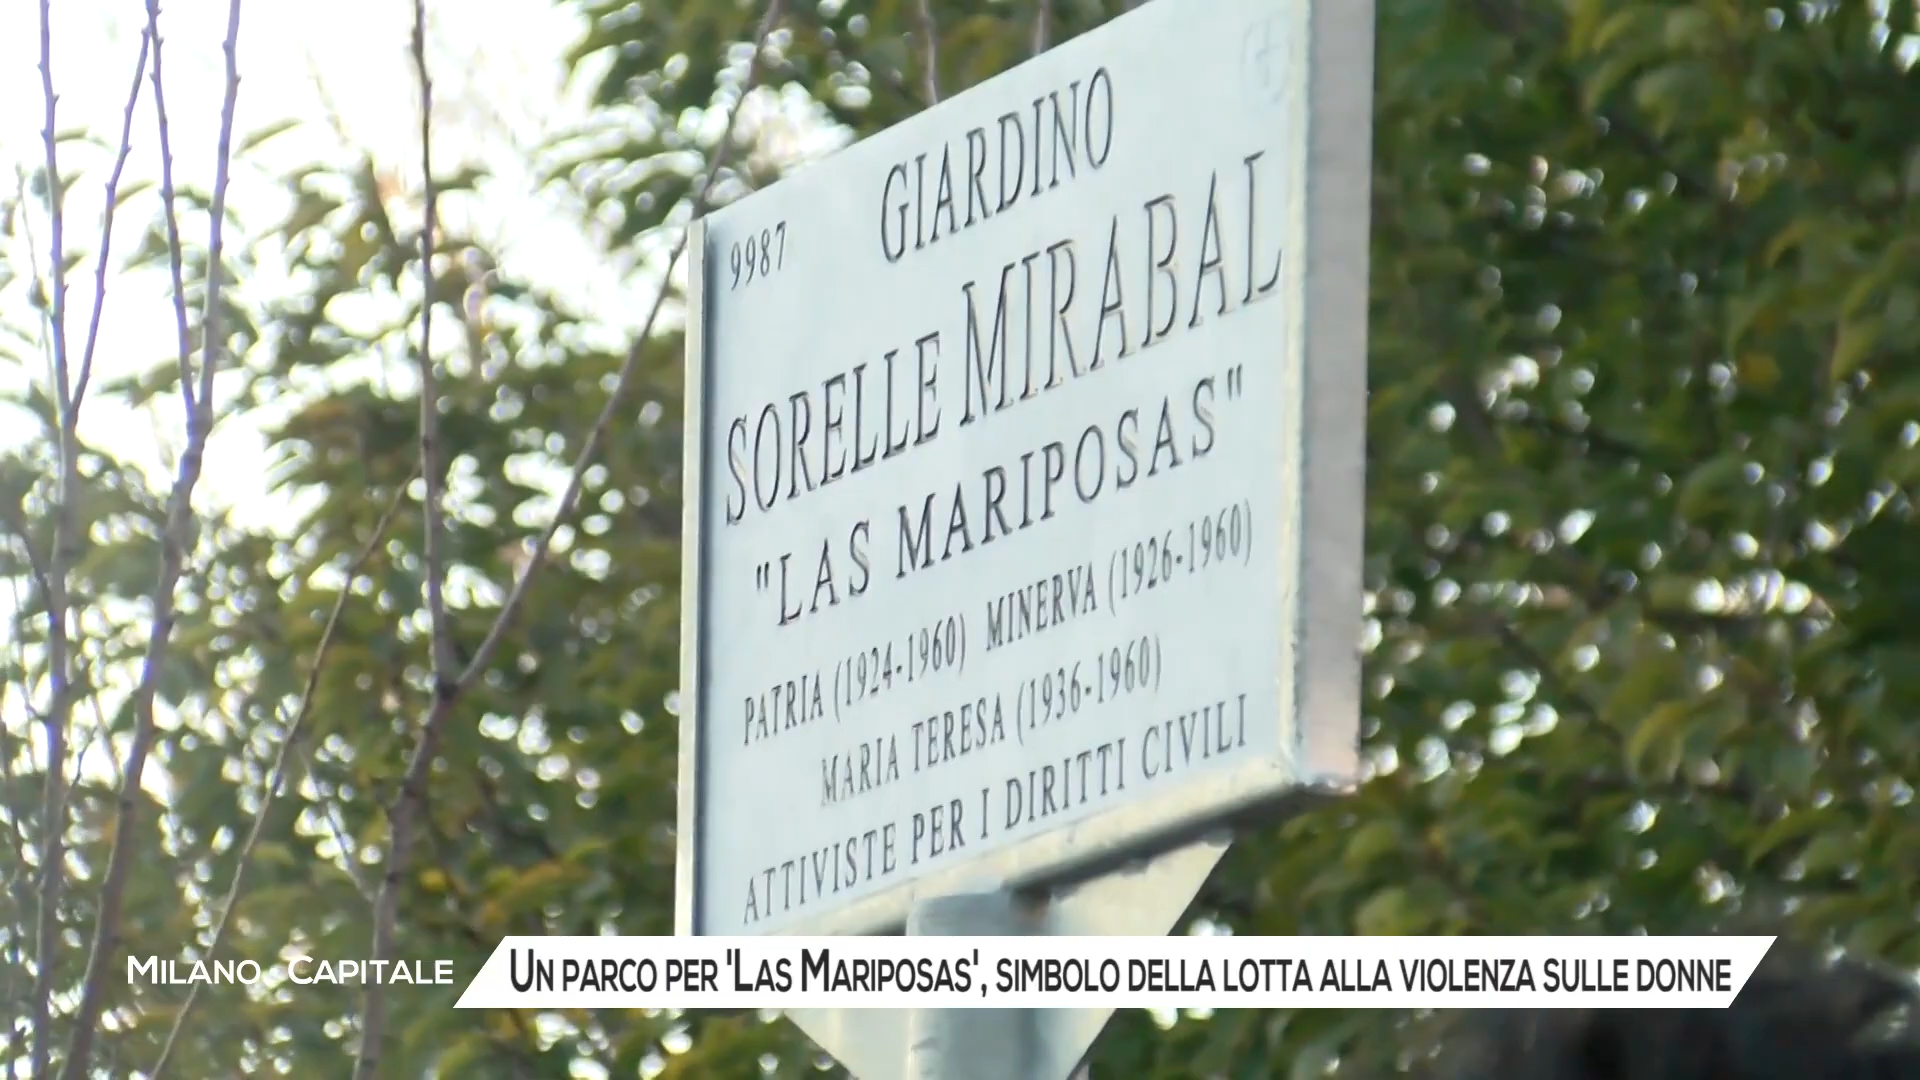 9987
GIARDINO
SORELLE MIRABAL
"LAS MARIPOSAS"
PATRIA (1924-1960) MINERVA (1926-1960)
MARIA TERESA (1936-1960)
ATTIVISTE PER I DIRITTI CIVILI
MILANO CAPITALE
UN PARCO PER 'LAS MARIPOSAS', SIMBOLO DELLA LOTTA ALLA VIOLENZA SULLE DONNE